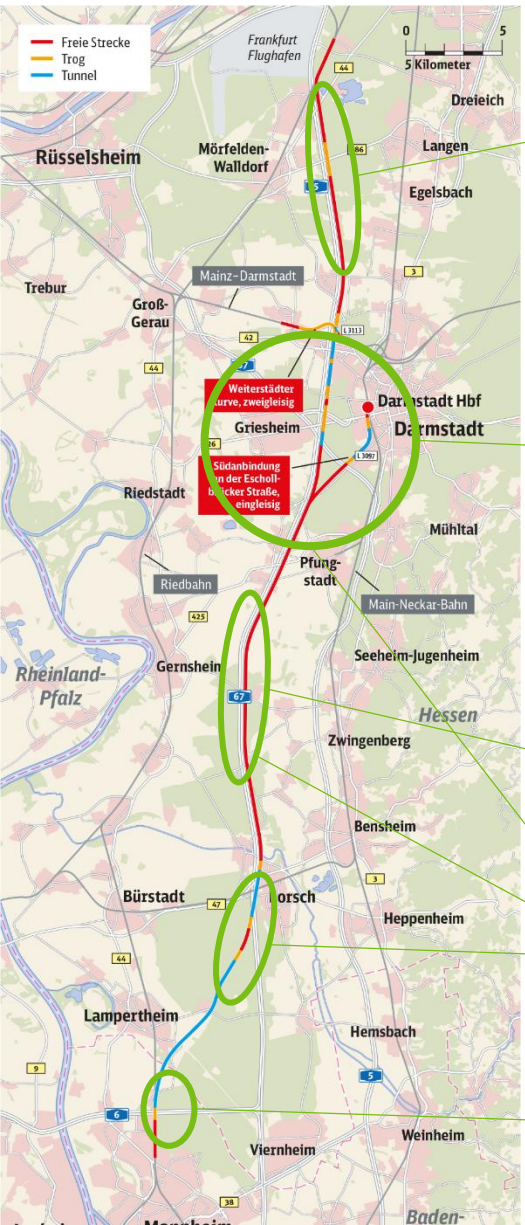 Freie Strecke
Trog
Tunnel
Frankfurt
Flughafen
0 5
5 Kilometer
44
Dreieich
Rüsselsheim
Mörfelden-
Walldorf
486
Langen
5
Egelsbach
Mainz–Darmstadt
3
Trebur
Groß-
Gerau
42
L 3113
44
67
Weiterstädter
Kurve, zweigleisig
Darmstadt Hbf
Griesheim
Darmstadt
26
Südanbindung
an der Escholl-
brücker Straße,
eingleisig
L 3097
Riedstadt
Mühltal
Pfung-
stadt
Riedbahn
Main-Neckar-Bahn
425
Gernsheim
Seeheim-Jugenheim
Rheinland-
Pfalz
67
Hessen
Zwingenberg
Bensheim
3
Bürstadt
47
Lorsch
Heppenheim
44
Lampertheim
Hemsbach
9
5
6
Weinheim
Viernheim
38
Mannheim
Baden-